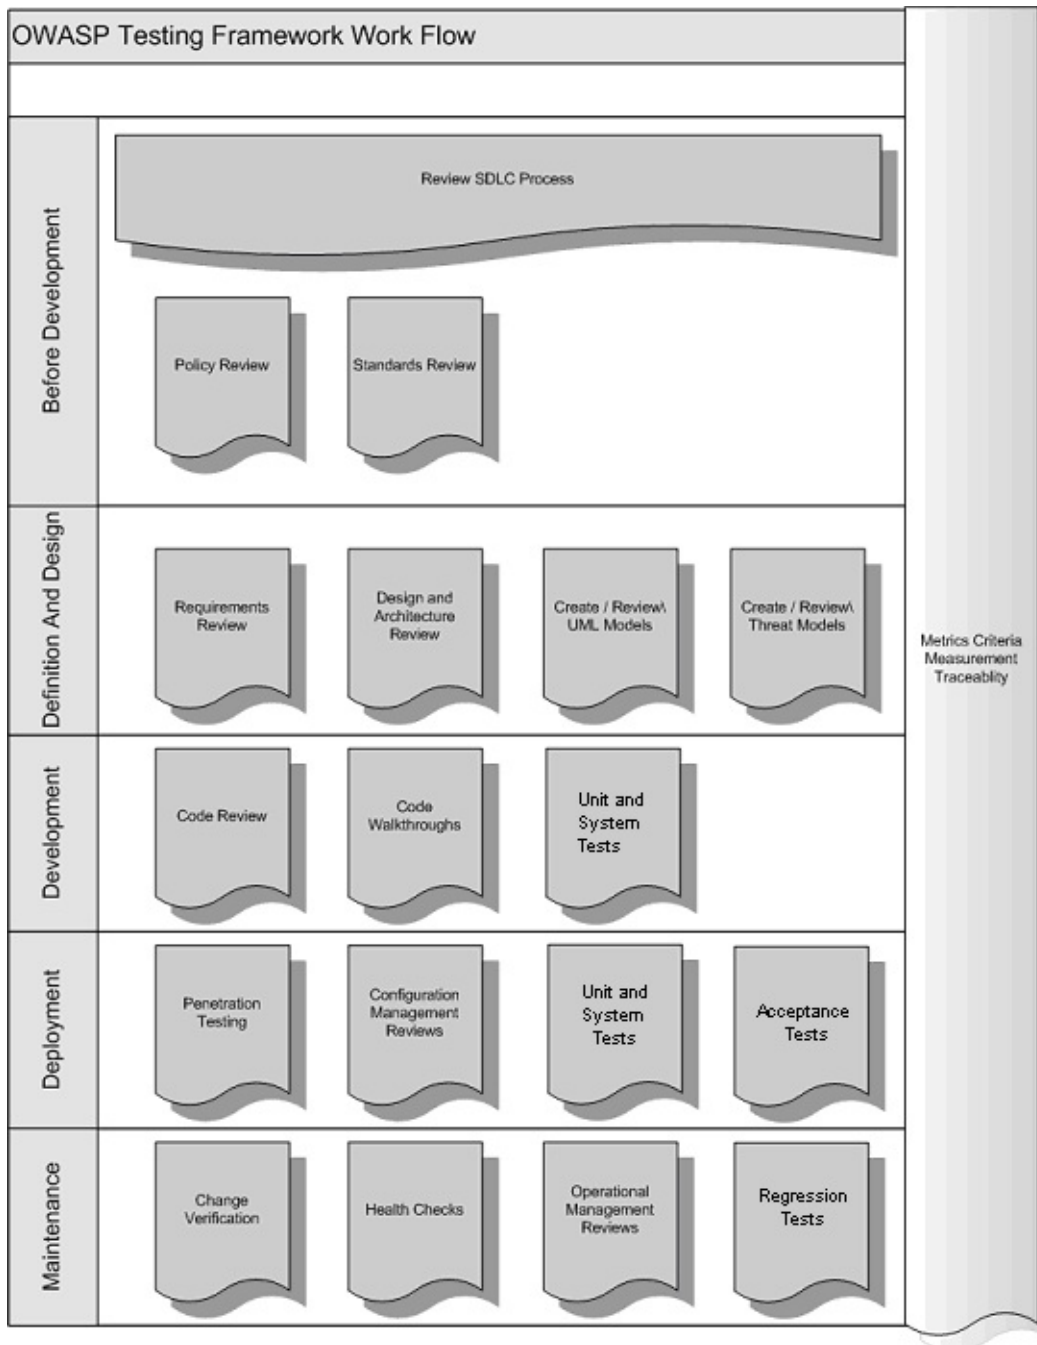 OWASP Testing Framework Work Flow
Before Development
Review SDLC Process
Policy Review
Standards Review
Definition And Design
Requirements
Review
Design and
Architecture
Review
Create / Review\
UML Models
Create / Review\
Threat Models
Metrics Criteria
Measurement
Traceablity
Development
Code Review
Code
Walkthroughs
Unit and
System
Tests
Deployment
Penetration
Testing
Configuration
Management
Reviews
Unit and
System
Tests
Acceptance
Tests
Maintenance
Change
Verification
Health Checks
Operational
Management
Reviews
Regression
Tests